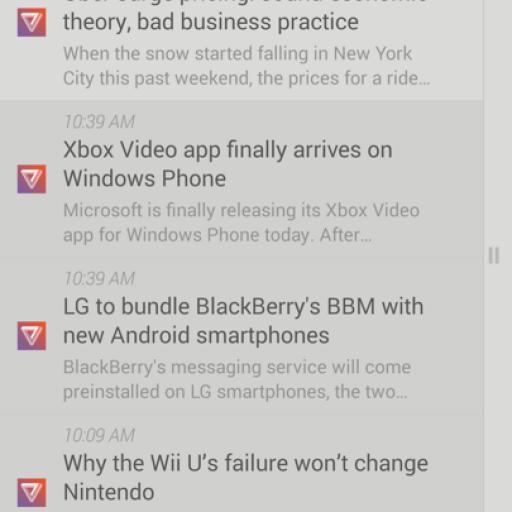 theory, bad business practice
When the snow started falling in New York
City this past weekend, the prices for a ride…
10:39 AM
Xbox Video app finally arrives on
Windows Phone
Microsoft is finally releasing its Xbox Video
app for Windows Phone today. After…
10:39 AM
LG to bundle BlackBerry's BBM with
new Android smartphones
BlackBerry's messaging service will come
preinstalled on LG smartphones, the two…
10:09 AM
Why the Wii U’s failure won’t change
Nintendo